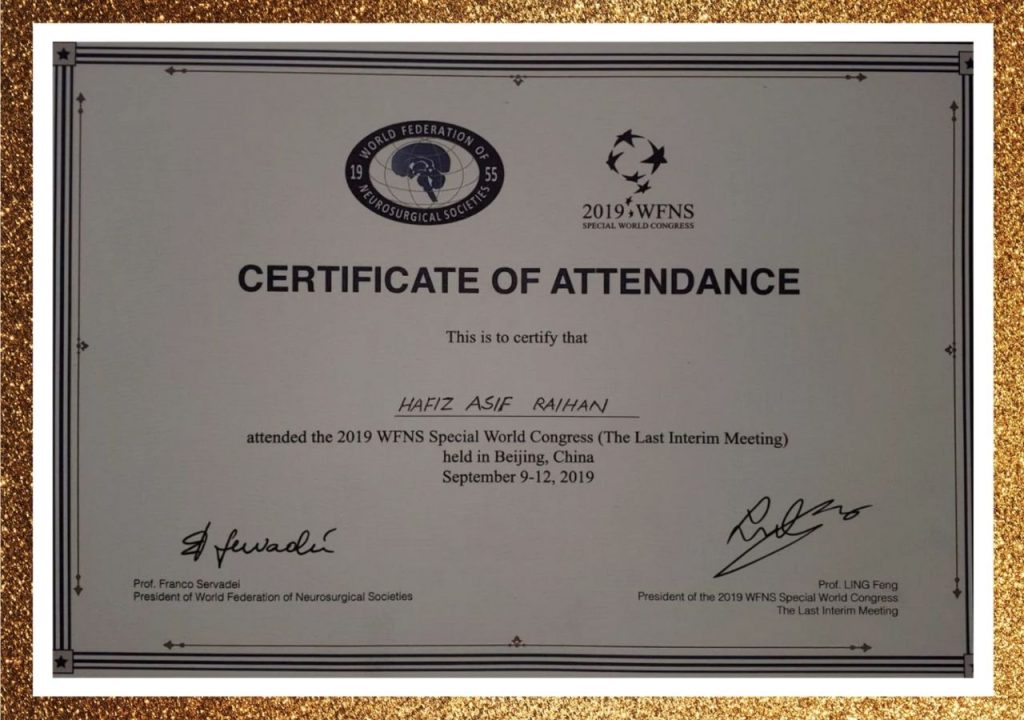 WORLD FEDERATION OF
19 55
NEUROSURGICAL SOCIETIES
2019 WFNS
SPECIAL WORLD CONGRESS
CERTIFICATE OF ATTENDANCE
This is to certify that
HAFIZ ASIF RAIHAN
attended the 2019 WFNS Special World Congress (The Last Interim Meeting)
held in Beijing, China
September 9-12, 2019
Prof. Franco Servadei
President of World Federation of Neurosurgical Societies
Prof. LING Feng
President of the 2019 WFNS Special World Congress
The Last Interim Meeting